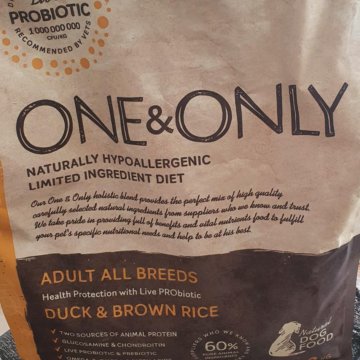 PROBIOTIC
1 000 000 000
CFU/KG
RECOMMENDED BY VETS
ONE&ONLY
NATURALLY HYPOALLERGENIC
LIMITED INGREDIENT DIET
Our One & Only holistic blend provides the perfect mix of high quality
carefully selected natural ingredients from suppliers who we know and trust.
We take pride in providing full of benefits and vital nutrients food to fulfill
your pet's specific nutritional needs and help to be at his best.
ADULT ALL BREEDS
Health Protection with Live PRObiotic
DUCK & BROWN RICE
✓ TWO SOURCES OF ANIMAL PROTEIN
✓ GLUCOSAMINE & CHONDROITIN
✓ LIVE PROBIOTIC & PREBIOTIC
60%
Natural
DOG
FOOD